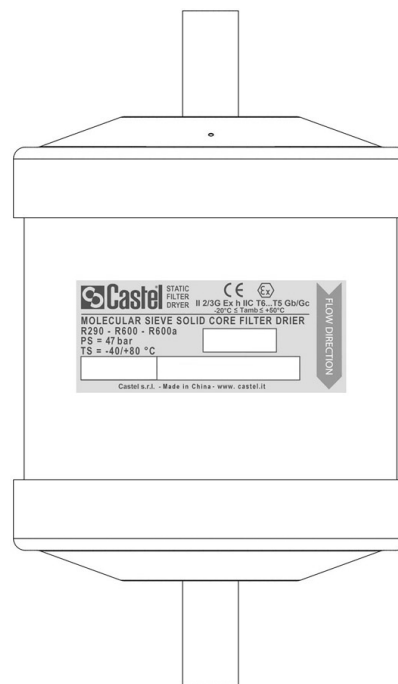 Castel
STATIC
FILTER
DRYER
CE Ex
II 2/3G Ex h IIC T6...T5 Gb/Gc
-20°C ≤ Tamb ≤ +50°C
MOLECULAR SIEVE SOLID CORE FILTER DRIER
R290 - R600 - R600a
PS = 47 bar
TS = -40/+80 °C
Castel s.r.l. - Made in China - www. castel.it
FLOW DIRECTION